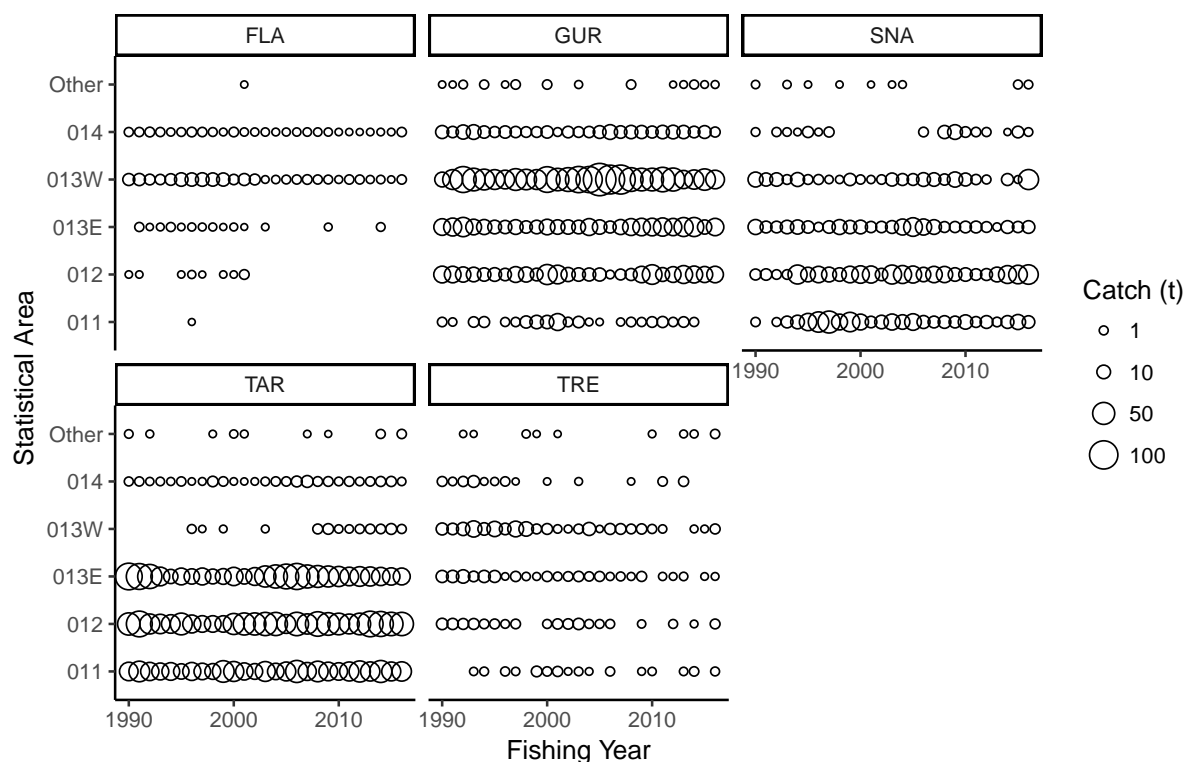 FLA GUR SNA
Other
014
013W
013E
012
011
1990 2000 2010
TAR TRE
Other
014
013W
013E
012
011
1990 2000 2010 1990 2000 2010
Statistical Area
Fishing Year
Catch (t)
1
10
50
100